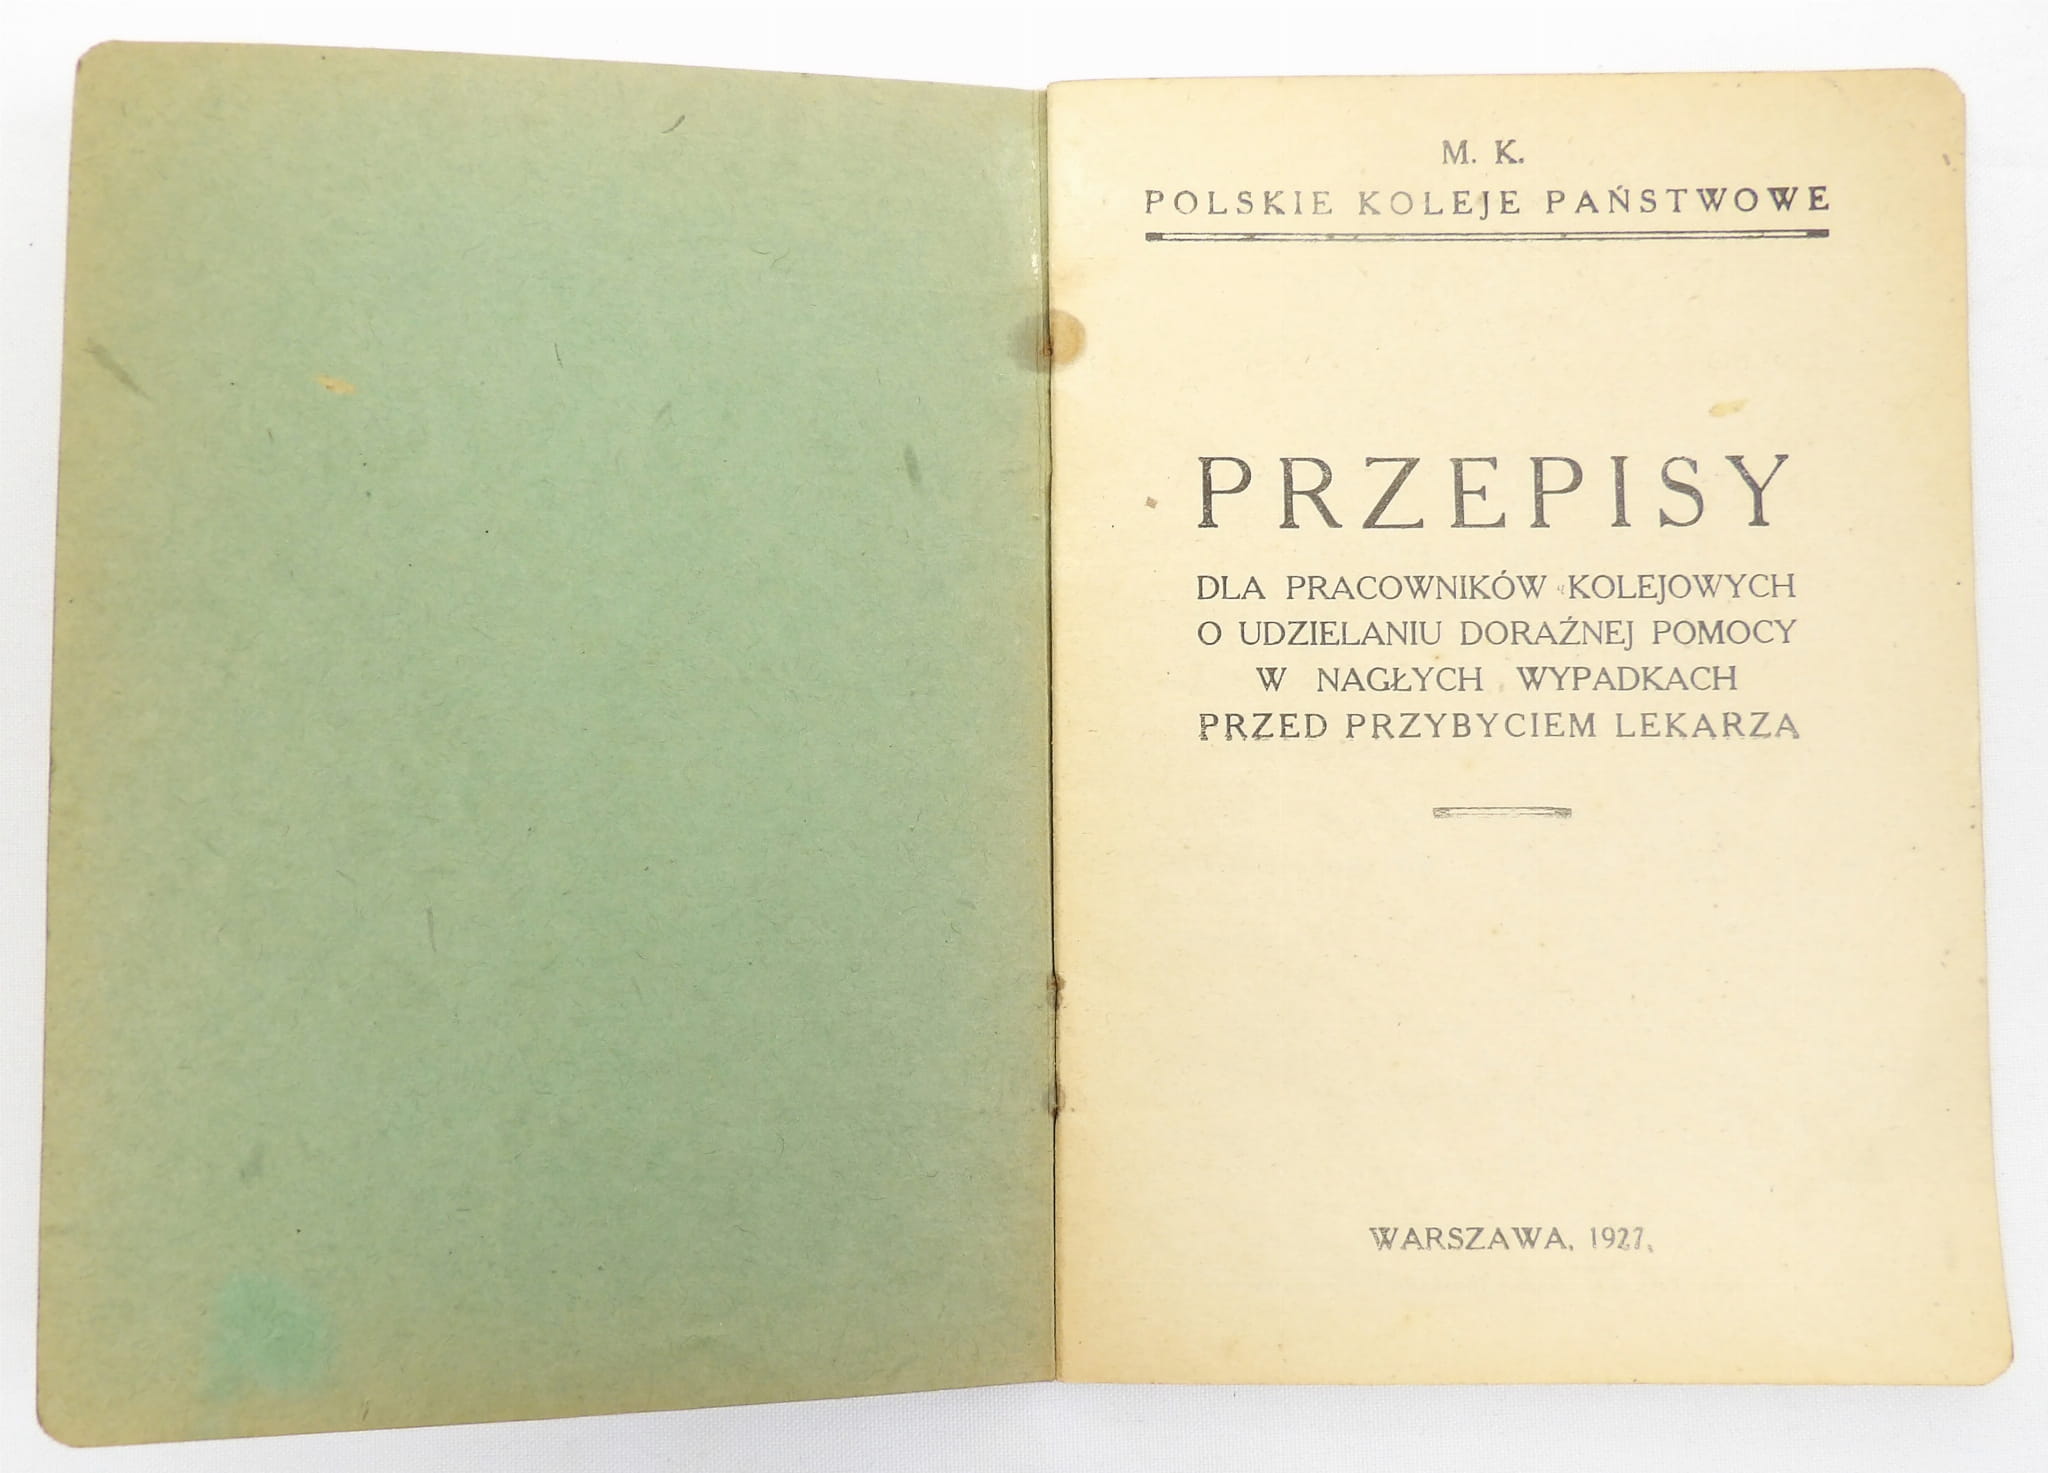 M. K.
POLSKIE KOLEJE PAŃSTWOWE
PRZEPISY
DLA PRACOWNIKÓW KOLEJOWYCH
O UDZIELANIU DORAŹNEJ POMOCY
W NAGŁYCH WYPADKACH
PRZED PRZYBYCIEM LEKARZA
WARSZAWA, 1927.